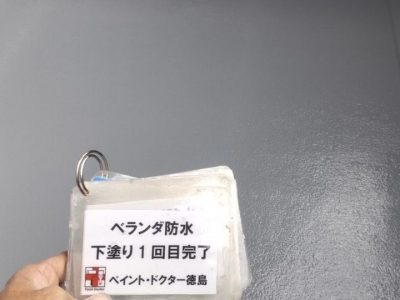 ベランダ防水
下塗り1回目完了
ペイント・ドクター徳島